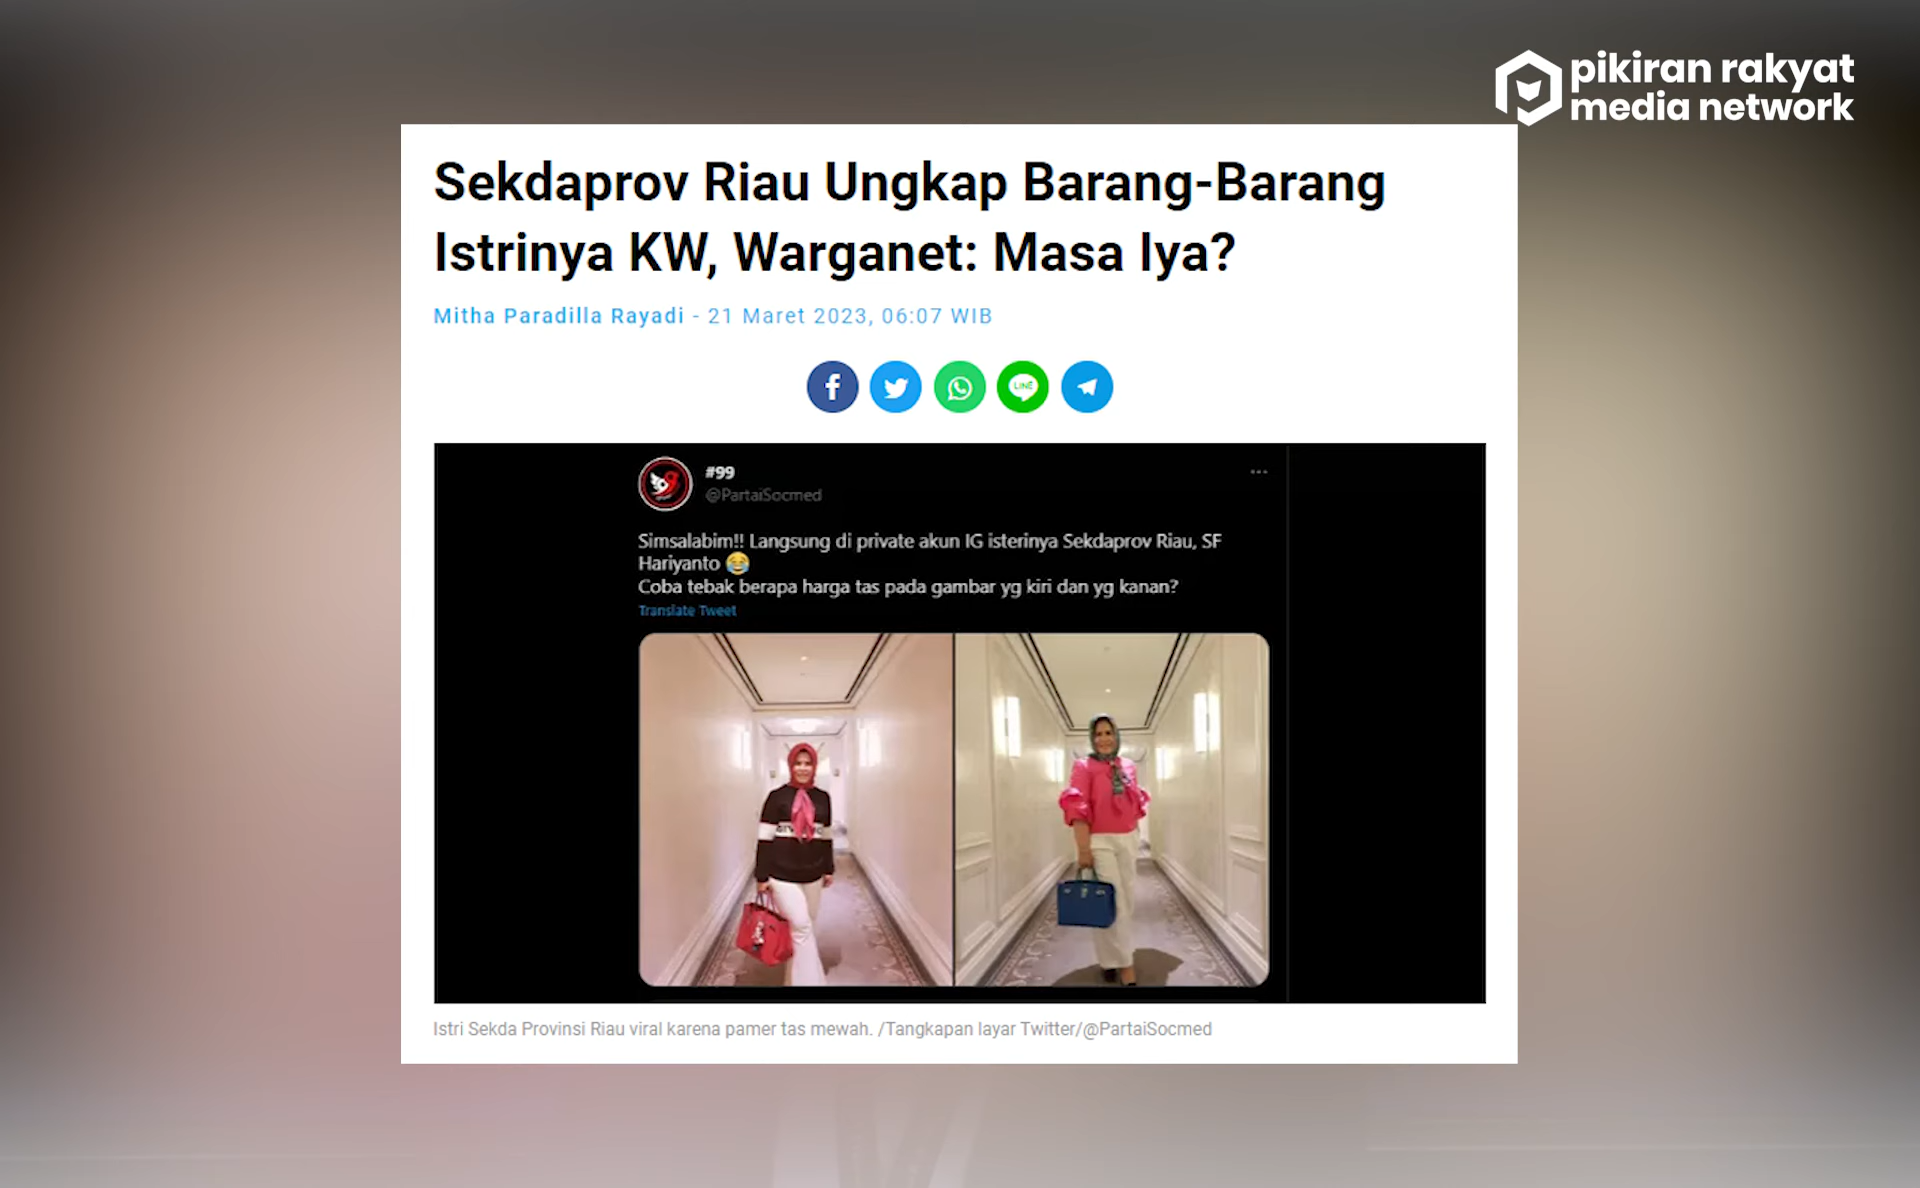 pikiran rakyat
media network
Sekdaprov Riau Ungkap Barang-Barang
Istrinya KW, Warganet: Masa Iya?
Mitha Paradilla Rayadi - 21 Maret 2023, 06:07 WIB
LINE
#99
@PartaiSocmed
Simsalabim!! Langsung di private akun IG isterinya Sekdaprov Riau, SF
Hariyanto 😂
Coba tebak berapa harga tas pada gambar yg kiri dan yg kanan?
Translate Tweet
Istri Sekda Provinsi Riau viral karena pamer tas mewah. /Tangkapan layar Twitter/@PartaiSocmed